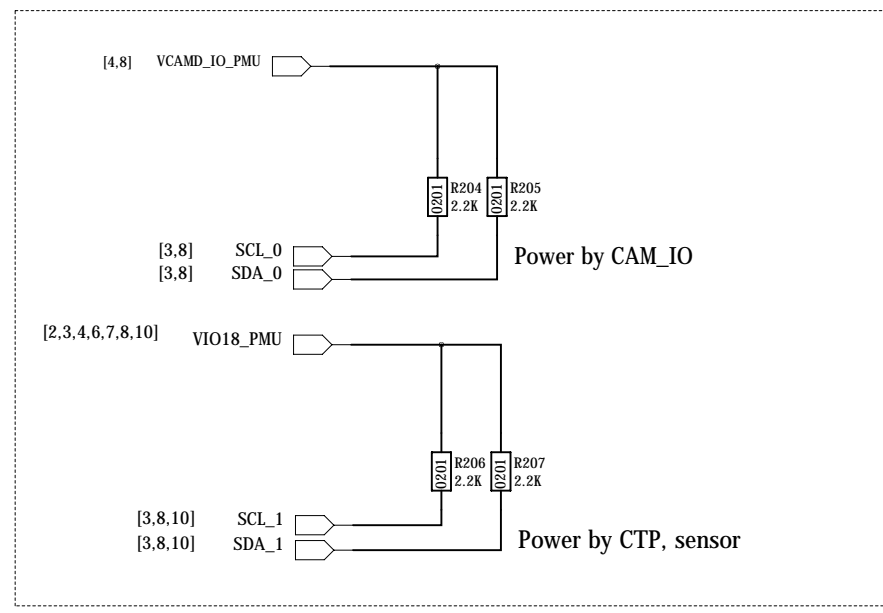 [4,8] VCAMD_IO_PMU
0201 R204 2.2K 0201 R205 2.2K
[3,8] SCL_0
[3,8] SDA_0
Power by CAM_IO
[2,3,4,6,7,8,10] VIO18_PMU
0201 R206 2.2K 0201 R207 2.2K
[3,8,10] SCL_1
[3,8,10] SDA_1
Power by CTP, sensor